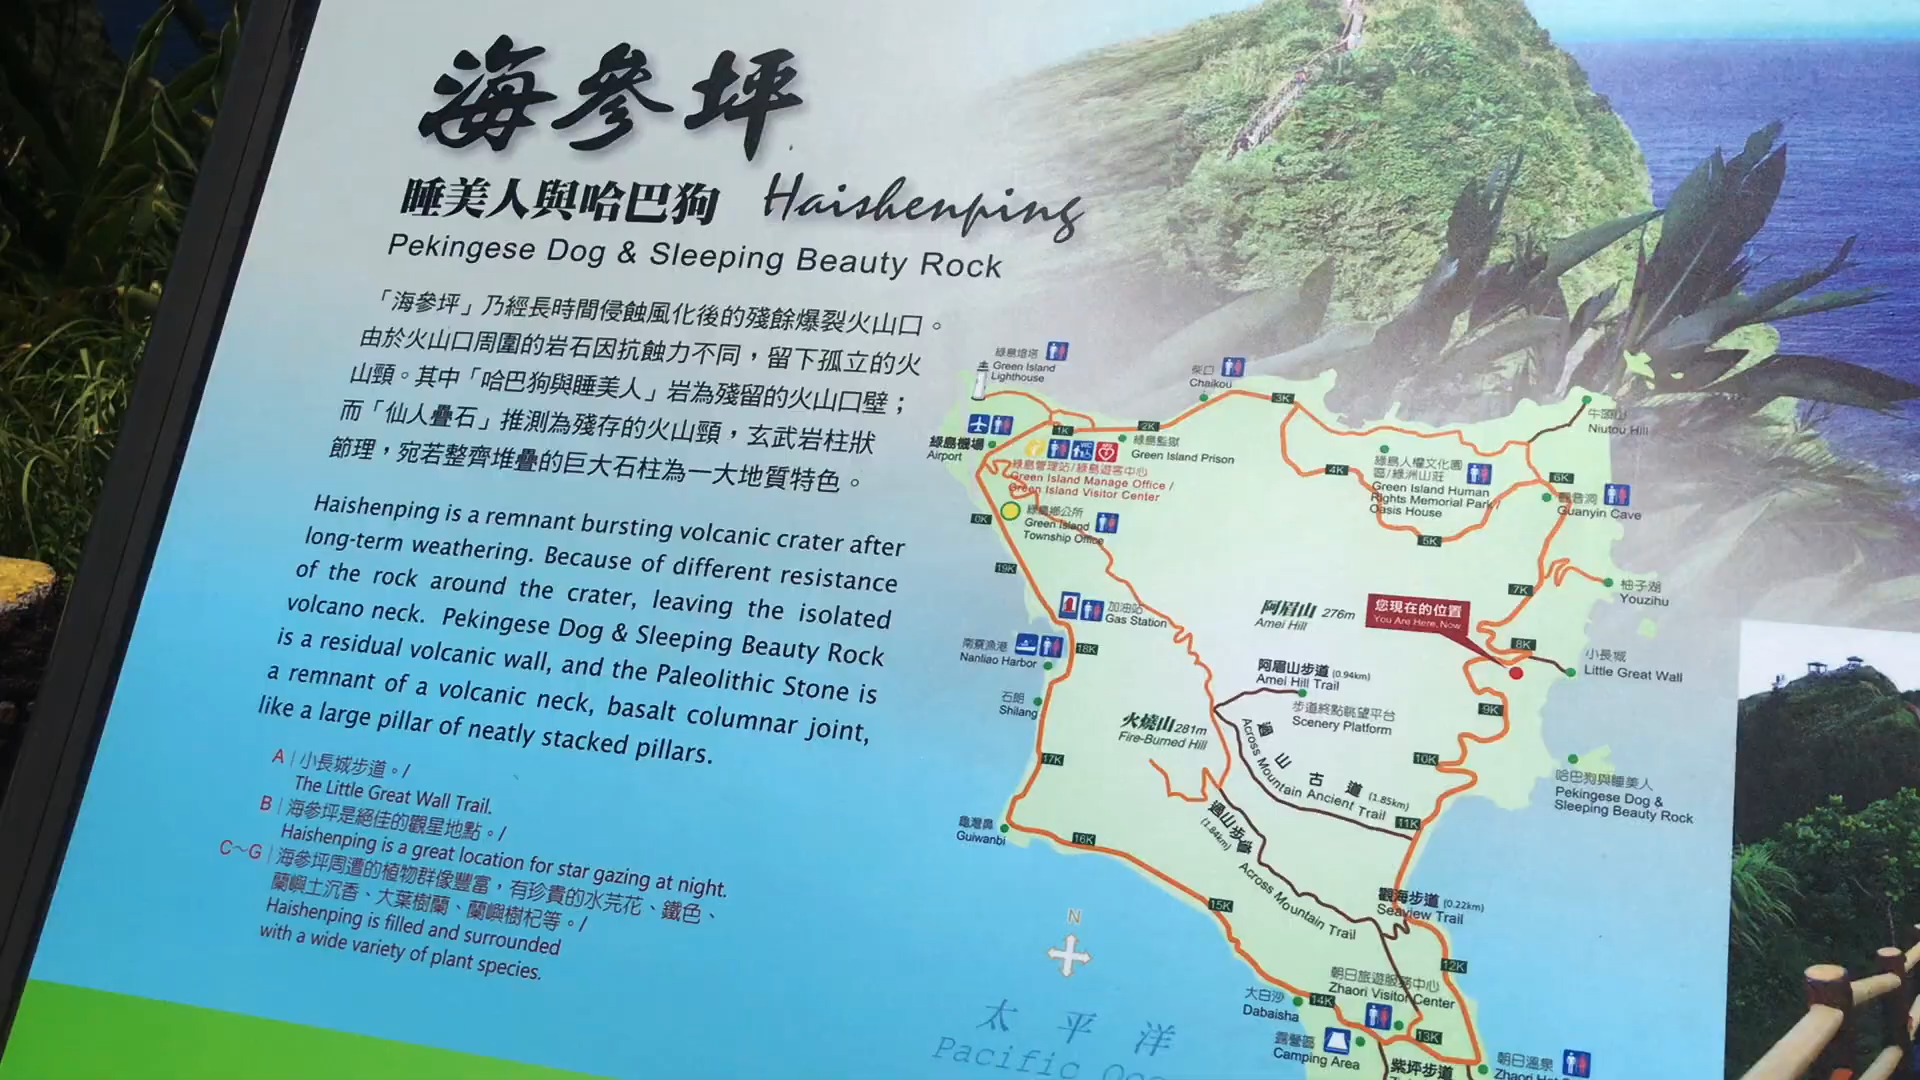 海參坪
睡美人與哈巴狗 Haishenping
Pekingese Dog & Sleeping Beauty Rock
「海參坪」乃經長時間侵蝕風化後的殘餘爆裂火山口。
由於火山口周圍的岩石因抗蝕力不同，留下孤立的火
山頸。其中「哈巴狗與睡美人」岩為殘留的火山口壁；
而「仙人疊石」推測為殘存的火山頸，玄武岩柱狀
節理，宛若整齊堆疊的巨大石柱為一大地質特色。
Haishenping is a remnant bursting volcanic crater after
long-term weathering. Because of different resistance
of the rock around the crater, leaving the isolated
volcano neck. Pekingese Dog & Sleeping Beauty Rock
is a residual volcanic wall, and the Paleolithic Stone is
a remnant of a volcanic neck, basalt columnar joint,
like a large pillar of neatly stacked pillars.
A｜小長城步道。/
The Little Great Wall Trail.
B｜海參坪是絕佳的觀星地點。/
Haishenping is a great location for star gazing at night.
C～G｜海參坪周遭的植物群像豐富，有珍貴的水芫花、鐵色、
蘭嶼土沉香、大葉樹蘭、蘭嶼樹杞等。/
Haishenping is filled and surrounded
with a wide variety of plant species.
綠島燈塔
Green Island
Lighthouse
柴口
Chaikou
3K
牛頭山
Niutou Hill
綠島機場
Airport
1K
2K
綠島監獄
Green Island Prison
綠島管理站/綠島遊客中心
Green Island Manage Office /
Green Island Visitor Center
4K
綠島人權文化園
區/綠洲山莊
Green Island Human
Rights Memorial Park /
Oasis House
6K
觀音洞
Guanyin Cave
0K
綠島鄉公所
Green Island
Township Office
5K
19K
7K
柚子湖
Youzihu
加油站
Gas Station
阿眉山 276m
Amei Hill
您現在的位置
You Are Here, Now
南寮漁港
Nanliao Harbor
18K
8K
小長城
Little Great Wall
阿眉山步道 (0.94km)
Amei Hill Trail
石朗
Shilang
步道終點眺望平台
Scenery Platform
9K
火燒山 281m
Fire-Burned Hill
17K
過山古道 (1.85km)
Across Mountain Ancient Trail
10K
哈巴狗與睡美人
Pekingese Dog &
Sleeping Beauty Rock
龜灣鼻
Guiwanbi
16K
過山步道
(1.84km)
Across Mountain Trail
11K
15K
觀海步道 (0.22km)
Seaview Trail
N
12K
朝日旅遊服務中心
Zhaori Visitor Center
大白沙
Dabaisha
14K
13K
露營區
Camping Area
紫坪步道
朝日溫泉
Zhaori
太平洋
Pacific